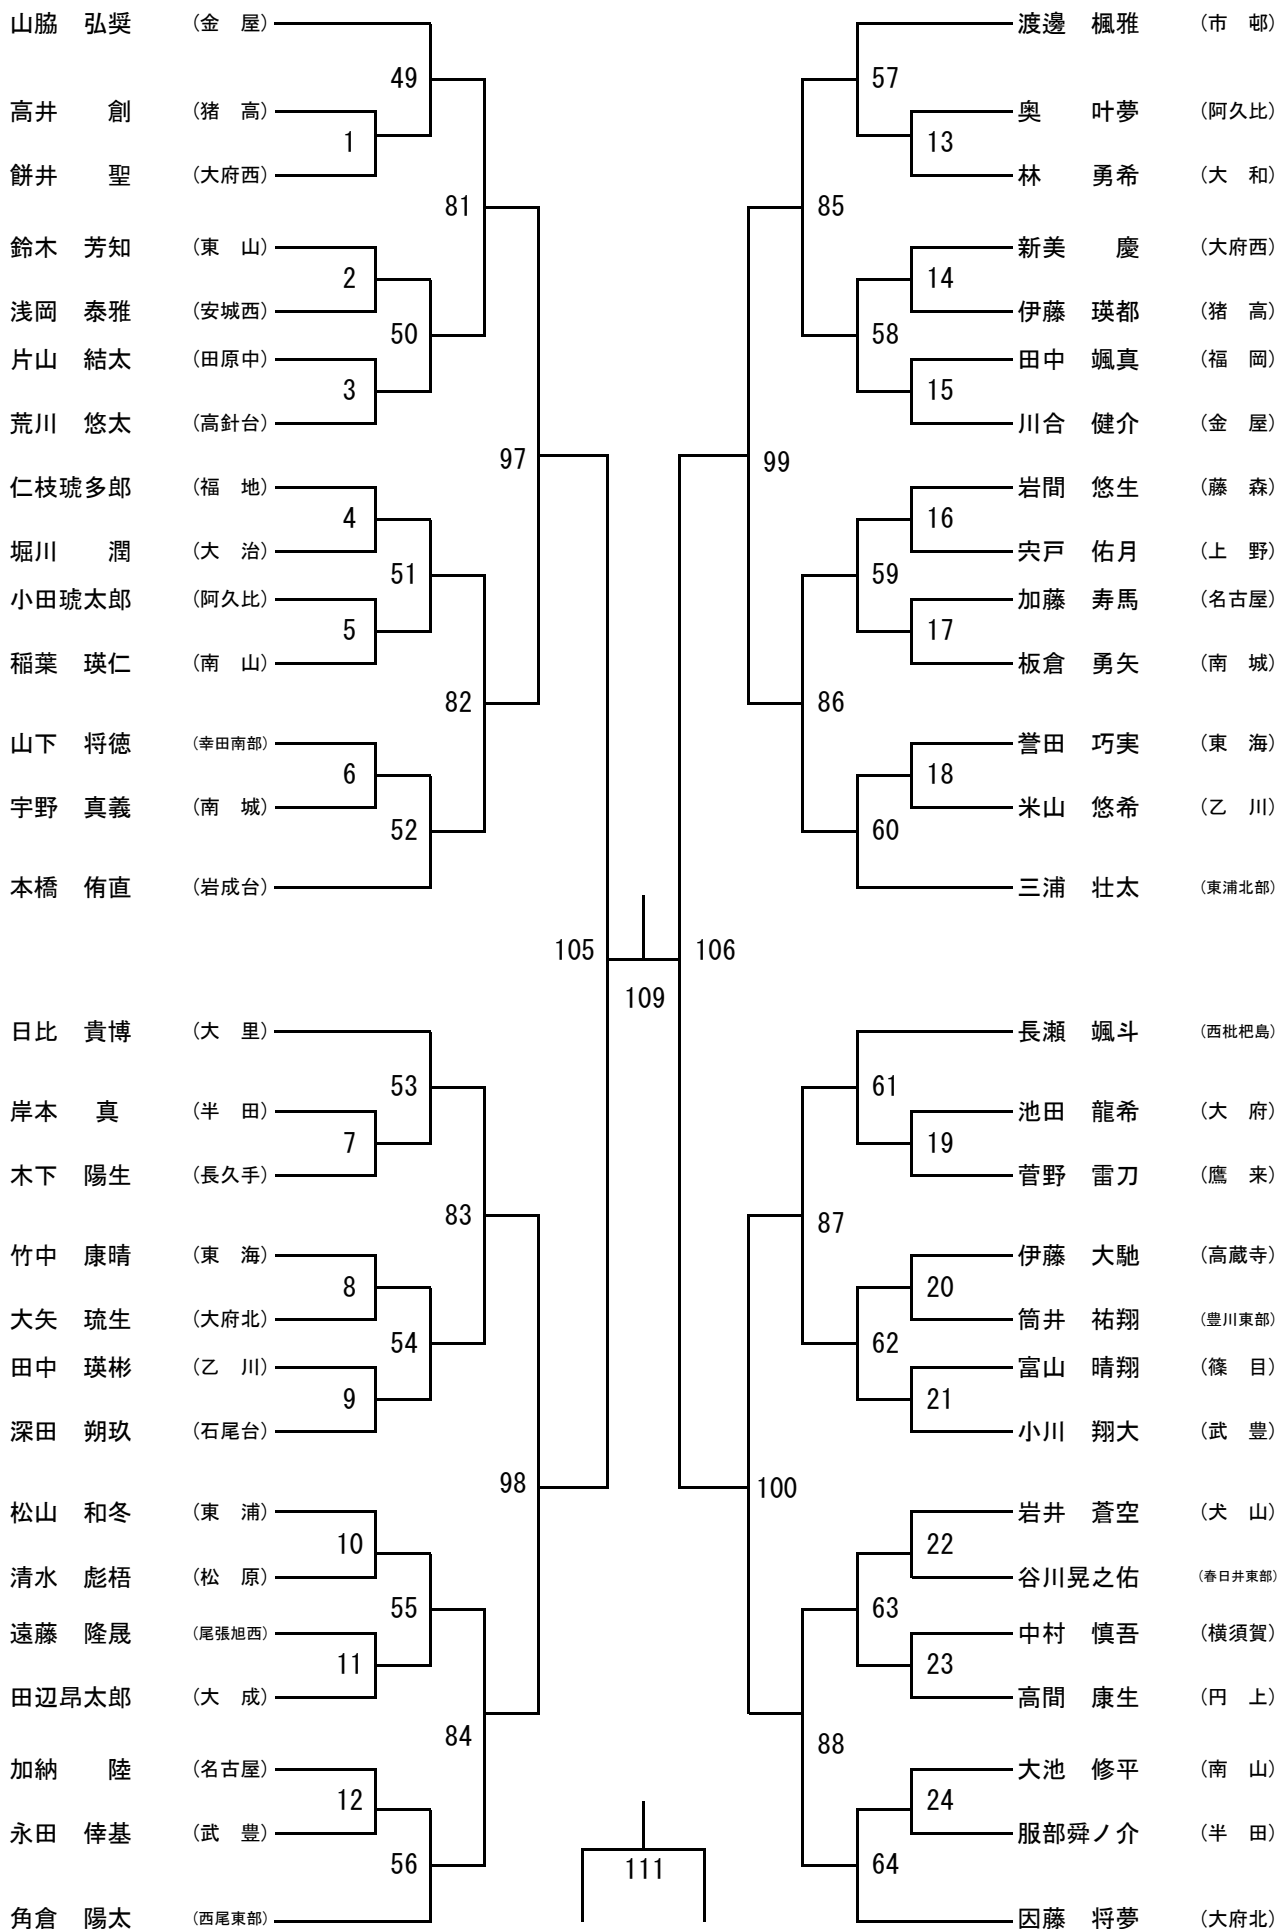 山脇　弘奨　（金　屋）
49
高井　　創　（猪　高）
1
餅井　　聖　（大府西）
81
鈴木　芳知　（東　山）
2
浅岡　泰雅　（安城西）
50
片山　結太　（田原中）
3
荒川　悠太　（高針台）
97
仁枝琥多郎　（福　地）
4
堀川　　潤　（大　治）
51
小田琥太郎　（阿久比）
5
稲葉　瑛仁　（南　山）
82
山下　将徳　（幸田南部）
6
宇野　真義　（南　城）
52
本橋　侑直　（岩成台）
105
日比　貴博　（大　里）
53
岸本　真　（半　田）
7
木下　陽生　（長久手）
83
竹中　康晴　（東　海）
8
大矢　琉生　（大府北）
54
田中　瑛彬　（乙　川）
9
深田　朔玖　（石尾台）
98
松山　和冬　（東　浦）
10
清水　彪梧　（松　原）
55
遠藤　隆晟　（尾張旭西）
11
田辺昂太郎　（大　成）
84
加納　　陸　（名古屋）
12
永田　倖基　（武　豊）
56
角倉　陽太　（西尾東部）
109
111
渡邊　楓雅　（市　邨）
57
奥　　叶夢　（阿久比）
13
林　　勇希　（大　和）
85
新美　　慶　（大府西）
14
伊藤　瑛都　（猪　高）
58
田中　颯真　（福　岡）
15
川合　健介　（金　屋）
99
岩間　悠生　（藤　森）
16
宍戸　佑月　（上　野）
59
加藤　寿馬　（名古屋）
17
板倉　勇矢　（南　城）
86
誉田　巧実　（東　海）
18
米山　悠希　（乙　川）
60
三浦　壮太　（東浦北部）
106
長瀬　颯斗　（西枇杷島）
61
池田　龍希　（大　府）
19
菅野　雷刀　（鷹　来）
87
伊藤　大馳　（高蔵寺）
20
筒井　祐翔　（豊川東部）
62
富山　晴翔　（篠　目）
21
小川　翔大　（武　豊）
100
岩井　蒼空　（犬　山）
22
谷川晃之佑　（春日井東部）
63
中村　慎吾　（横須賀）
23
高間　康生　（円　上）
88
大池　修平　（南　山）
24
服部舜ノ介　（半　田）
64
因藤　将夢　（大府北）